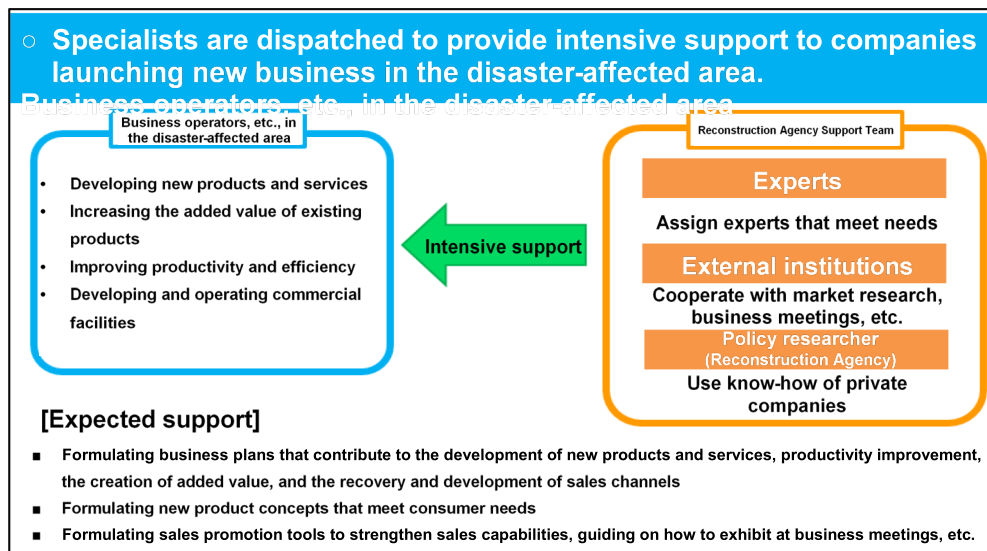 ○ Specialists are dispatched to provide intensive support to companies
launching new business in the disaster-affected area.
Business operators, etc., in the disaster-affected area
Business operators, etc., in
the disaster-affected area
• Developing new products and services
• Increasing the added value of existing
products
• Improving productivity and efficiency
• Developing and operating commercial
facilities
Intensive support
Reconstruction Agency Support Team
Experts
Assign experts that meet needs
External institutions
Cooperate with market research,
business meetings, etc.
Policy researcher
(Reconstruction Agency)
Use know-how of private
companies
[Expected support]
■ Formulating business plans that contribute to the development of new products and services, productivity improvement,
the creation of added value, and the recovery and development of sales channels
■ Formulating new product concepts that meet consumer needs
■ Formulating sales promotion tools to strengthen sales capabilities, guiding on how to exhibit at business meetings, etc.